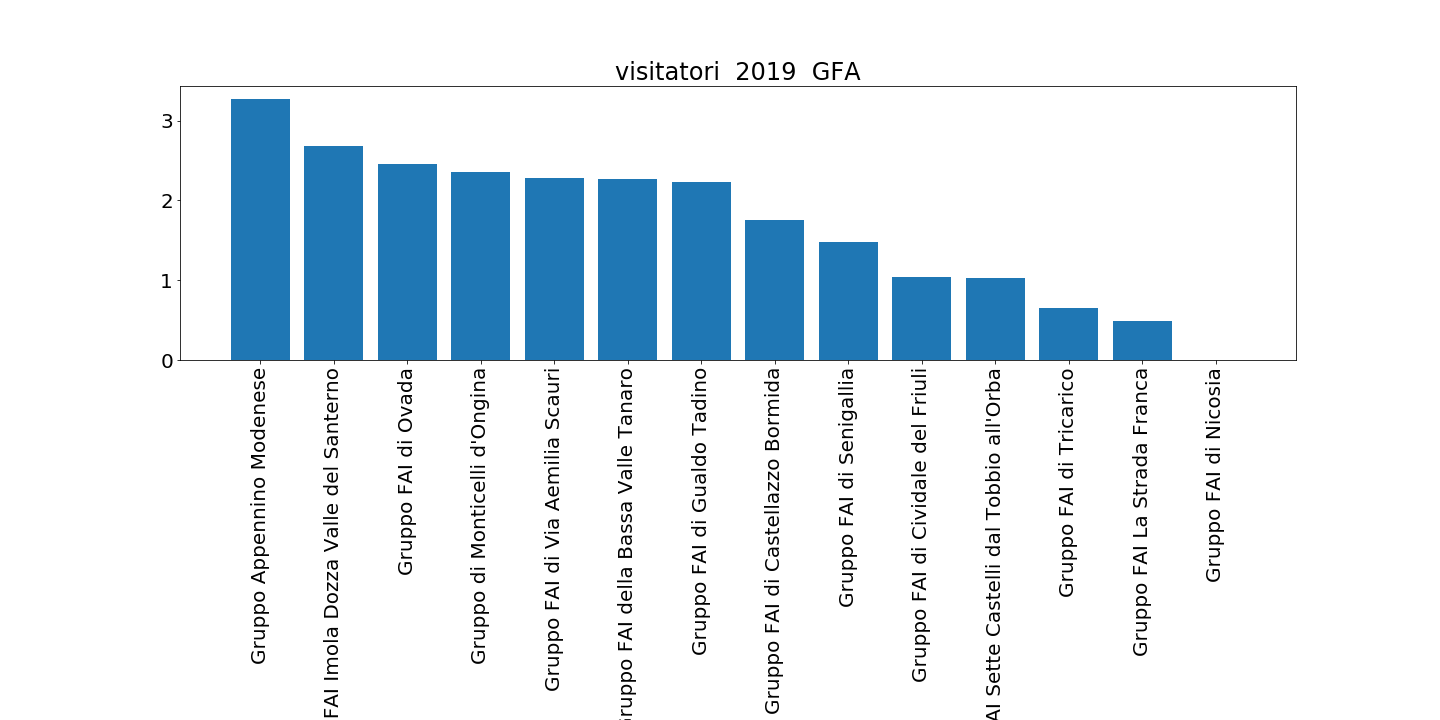 visitatori  2019  GFA
3
2
1
0
Gruppo Appennino Modenese
FAI Imola Dozza Valle del Santerno
Gruppo FAI di Ovada
Gruppo di Monticelli d'Ongina
Gruppo FAI di Via Aemilia Scauri
Gruppo FAI della Bassa Valle Tanaro
Gruppo FAI di Gualdo Tadino
Gruppo FAI di Castellazzo Bormida
Gruppo FAI di Senigallia
Gruppo FAI di Cividale del Friuli
AI Sette Castelli dal Tobbio all'Orba
Gruppo FAI di Tricarico
Gruppo FAI La Strada Franca
Gruppo FAI di Nicosia